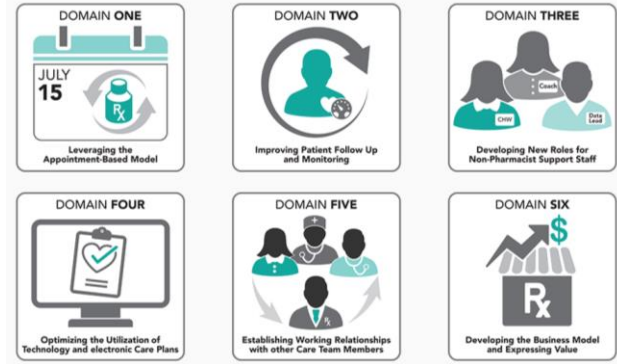 DOMAIN ONE
JULY
15
Rx
Leveraging the
Appointment-Based Model
DOMAIN TWO
Improving Patient Follow Up
and Monitoring
DOMAIN THREE
Coach
CHW
Data
Lead
Developing New Roles for
Non-Pharmacist Support Staff
DOMAIN FOUR
Optimizing the Utilization of
Technology and electronic Care Plans
DOMAIN FIVE
Rx
Establishing Working Relationships
with other Care Team Members
DOMAIN SIX
$
Rx
Developing the Business Model
and Expressing Value